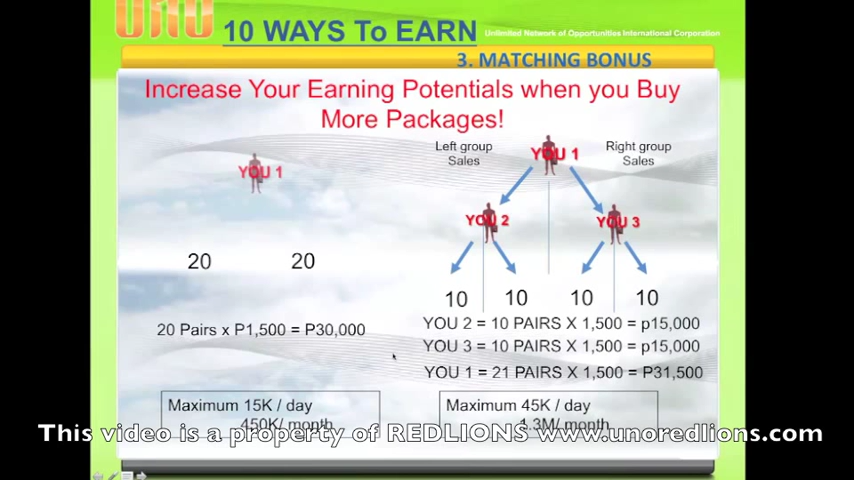 UNO
10 WAYS To EARN
Unlimited Network of Opportunities International Corporation
3. MATCHING BONUS
Increase Your Earning Potentials when you Buy
More Packages!
YOU 1
20 20
20 Pairs x P1,500 = P30,000
Maximum 15K / day
450K/ month
Left group
Sales
YOU 1
Right group
Sales
YOU 2
YOU 3
10 10 10 10
YOU 2 = 10 PAIRS X 1,500 = p15,000
YOU 3 = 10 PAIRS X 1,500 = p15,000
YOU 1 = 21 PAIRS X 1,500 = P31,500
Maximum 45K / day
1.3M/ month
This video is a property of REDLIONS www.unoredlions.com